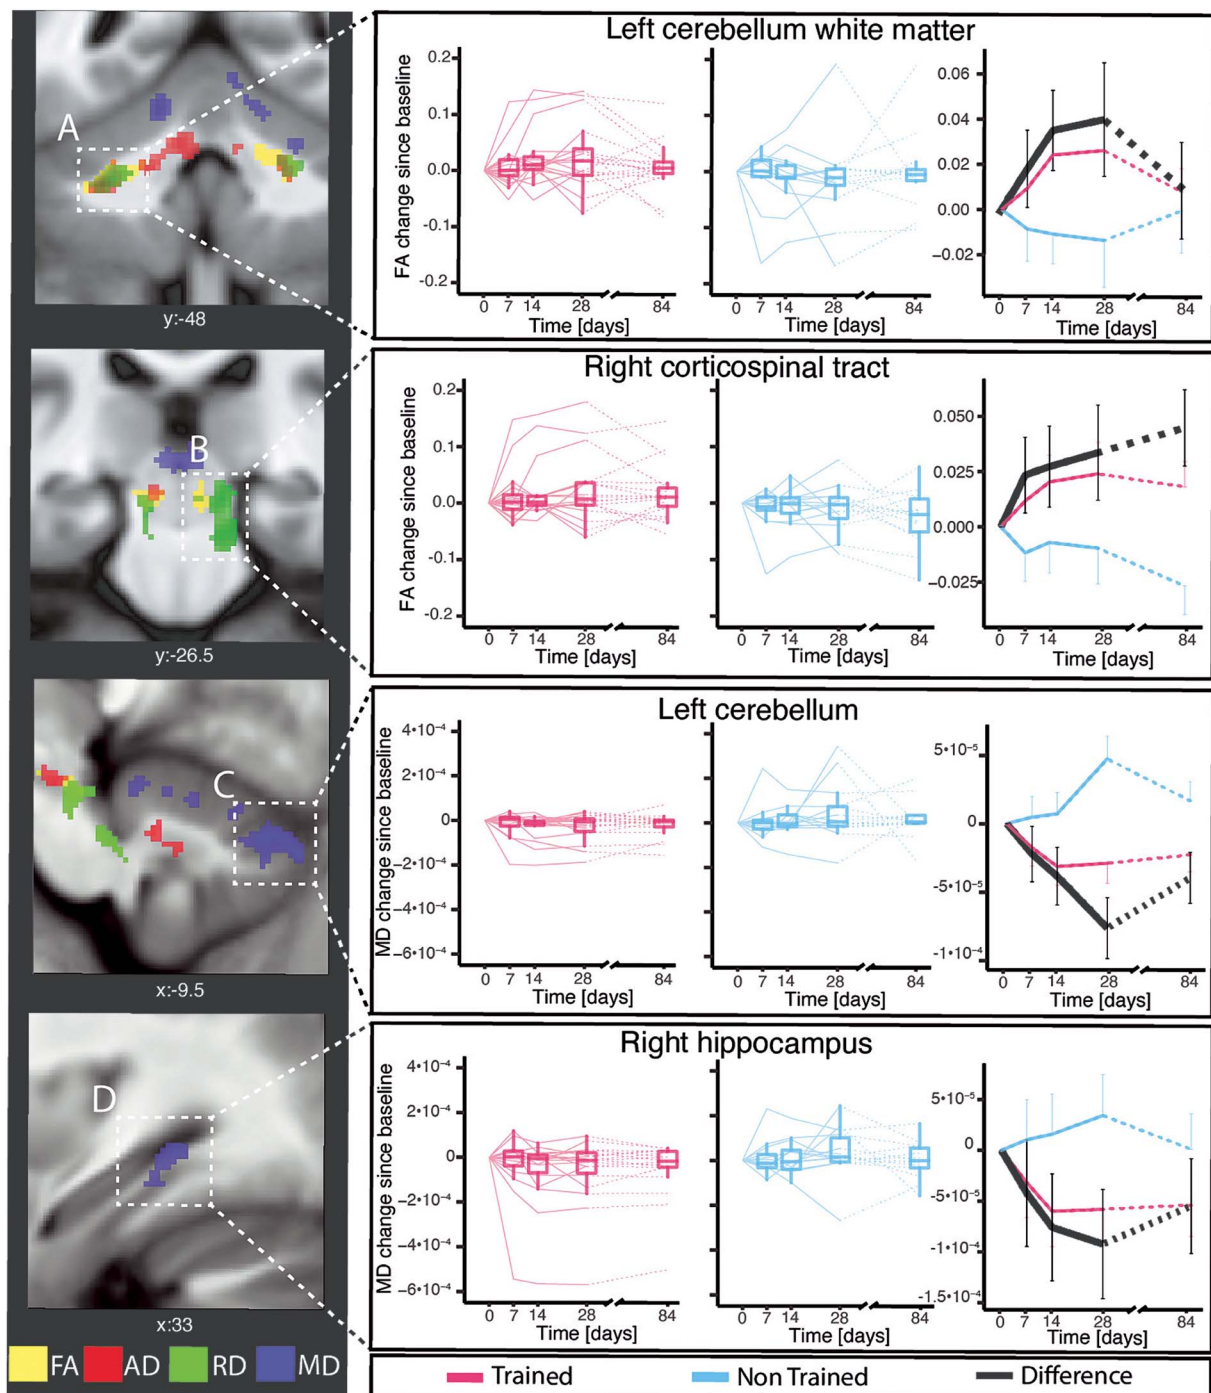 A
y:-48
Left cerebellum white matter
FA change since baseline
0.2
0.1
0.0
-0.1
-0.2
0 7 14 28 84
Time [days]
0 7 14 28 84
Time [days]
0.06
0.04
0.02
0.00
−0.02
0 7 14 28 84
Time [days]
B
y:-26.5
Right corticospinal tract
FA change since baseline
0.2
0.1
0.0
-0.1
-0.2
0 7 14 28 84
Time [days]
0 7 14 28 84
Time [days]
0.050
0.025
0.000
−0.025
0 7 14 28 84
Time [days]
C
x:-9.5
Left cerebellum
MD change since baseline
4•10⁻⁴
2•10⁻⁴
0
−2•10⁻⁴
−4•10⁻⁴
−6•10⁻⁴
0 7 14 28 84
Time [days]
0 7 14 28 84
Time [days]
5•10⁻⁵
0
−5•10⁻⁵
−1•10⁻⁴
0 7 14 28 84
Time [days]
D
x:33
Right hippocampus
MD change since baseline
4•10⁻⁴
2•10⁻⁴
0
−2•10⁻⁴
−4•10⁻⁴
−6•10⁻⁴
0 7 14 28 84
Time [days]
0 7 14 28 84
Time [days]
5•10⁻⁵
0
−5•10⁻⁵
−1•10⁻⁴
−1.5•10⁻⁴
0 7 14 28 84
Time [days]
FA AD RD MD
Trained Non Trained Difference